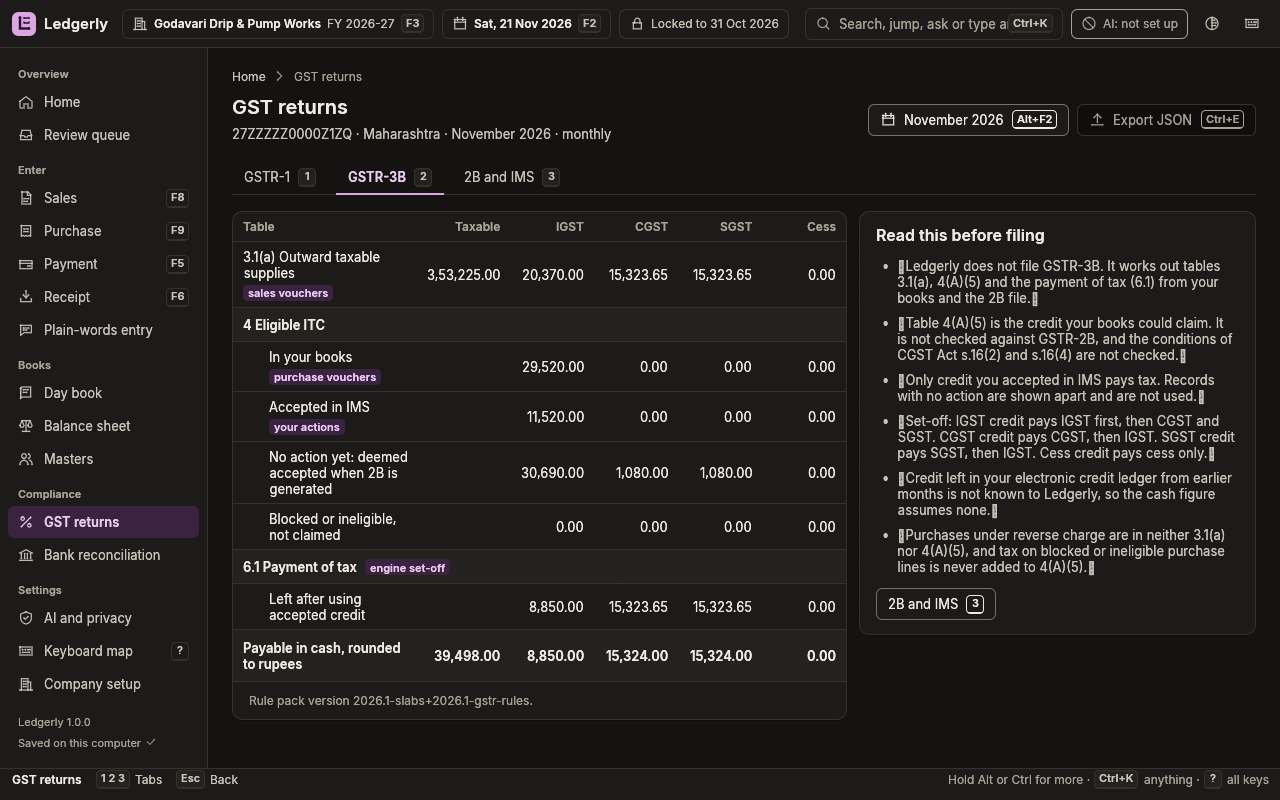 Ledgerly
Godavari Drip & Pump Works FY 2026-27 F3
Sat, 21 Nov 2026 F2
Locked to 31 Oct 2026
Search, jump, ask or type a Ctrl+K
AI: not set up
Overview
Home
Review queue
Enter
Sales F8
Purchase F9
Payment F5
Receipt F6
Plain-words entry
Books
Day book
Balance sheet
Masters
Compliance
GST returns
Bank reconciliation
Settings
AI and privacy
Keyboard map ?
Company setup
Ledgerly 1.0.0
Saved on this computer
Home GST returns
GST returns
27ZZZZZ0000Z1ZQ · Maharashtra · November 2026 · monthly
November 2026 Alt+F2
Export JSON Ctrl+E
GSTR-1 1 GSTR-3B 2 2B and IMS 3
Table Taxable IGST CGST SGST Cess
3.1(a) Outward taxable
supplies 3,53,225.00 20,370.00 15,323.65 15,323.65 0.00
sales vouchers
4 Eligible ITC
In your books 29,520.00 0.00 0.00 0.00
purchase vouchers
Accepted in IMS 11,520.00 0.00 0.00 0.00
your actions
No action yet: deemed
accepted when 2B is 30,690.00 1,080.00 1,080.00 0.00
generated
Blocked or ineligible,
not claimed 0.00 0.00 0.00 0.00
6.1 Payment of tax engine set-off
Left after using
accepted credit 8,850.00 15,323.65 15,323.65 0.00
Payable in cash, rounded
to rupees 39,498.00 8,850.00 15,324.00 15,324.00 0.00
Rule pack version 2026.1-slabs+2026.1-gstr-rules.
Read this before filing
Ledgerly does not file GSTR-3B. It works out tables
3.1(a), 4(A)(5) and the payment of tax (6.1) from your
books and the 2B file.
Table 4(A)(5) is the credit your books could claim. It
is not checked against GSTR-2B, and the conditions of
CGST Act s.16(2) and s.16(4) are not checked.
Only credit you accepted in IMS pays tax. Records
with no action are shown apart and are not used.
Set-off: IGST credit pays IGST first, then CGST and
SGST. CGST credit pays CGST, then IGST. SGST credit
pays SGST, then IGST. Cess credit pays cess only.
Credit left in your electronic credit ledger from earlier
months is not known to Ledgerly, so the cash figure
assumes none.
Purchases under reverse charge are in neither 3.1(a)
nor 4(A)(5), and tax on blocked or ineligible purchase
lines is never added to 4(A)(5).
2B and IMS 3
GST returns 1 2 3 Tabs Esc Back
Hold Alt or Ctrl for more · Ctrl+K anything · ? all keys